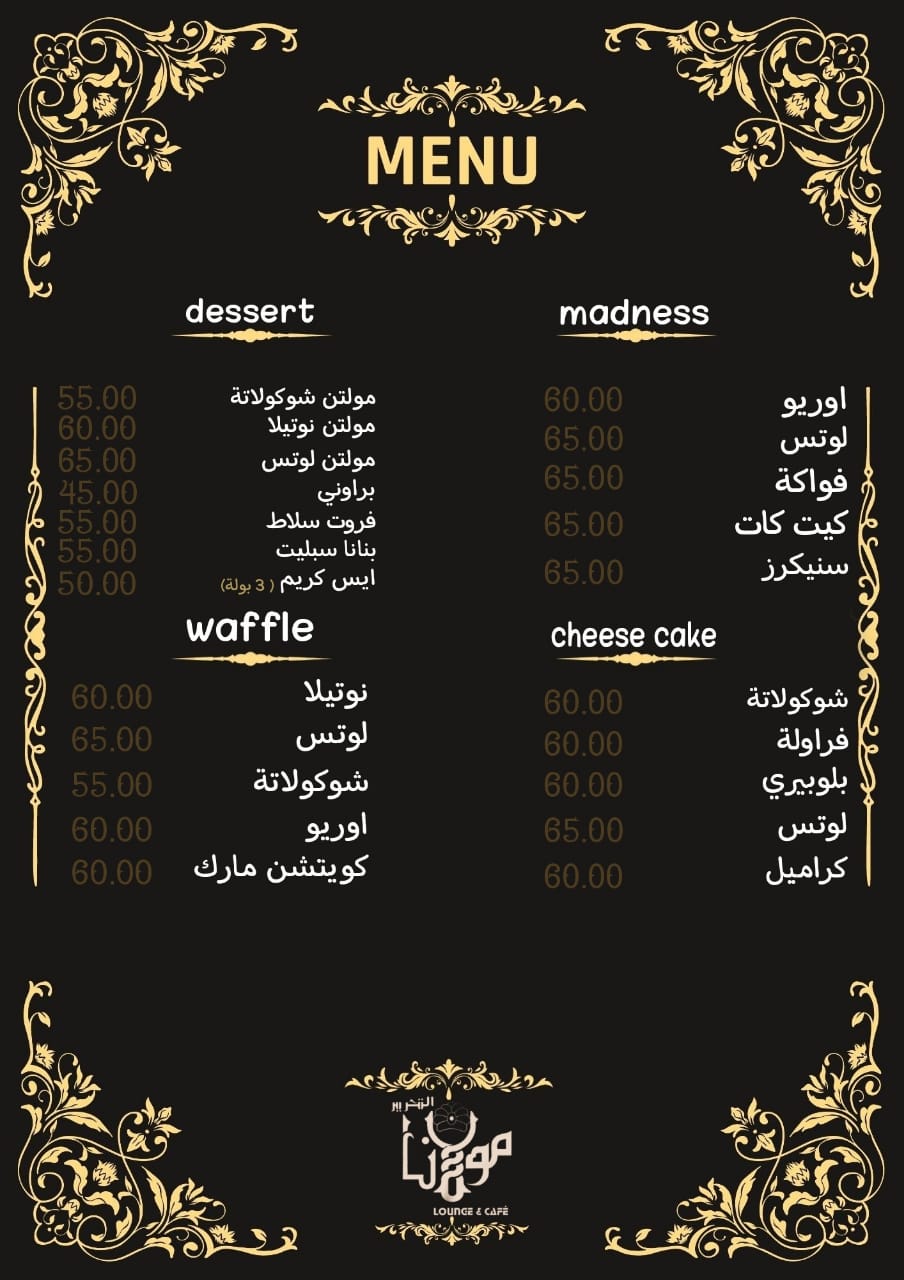 MENU
dessert
مولتن شوكولاتة 55.00
مولتن نوتيلا 60.00
مولتن لوتس 65.00
براوني 45.00
فروت سلاط 55.00
بنانا سبليت 55.00
ايس كريم ( 3 بولة) 50.00
madness
اوريو 60.00
لوتس 65.00
فواكة 65.00
كيت كات 65.00
سنيكرز 65.00
waffle
نوتيلا 60.00
لوتس 65.00
شوكولاتة 55.00
اوريو 60.00
كويتشن مارك 60.00
cheese cake
شوكولاتة 60.00
فراولة 60.00
بلوبيري 60.00
لوتس 65.00
كراميل 60.00
التحرير
LOUNGE & CAFÉ